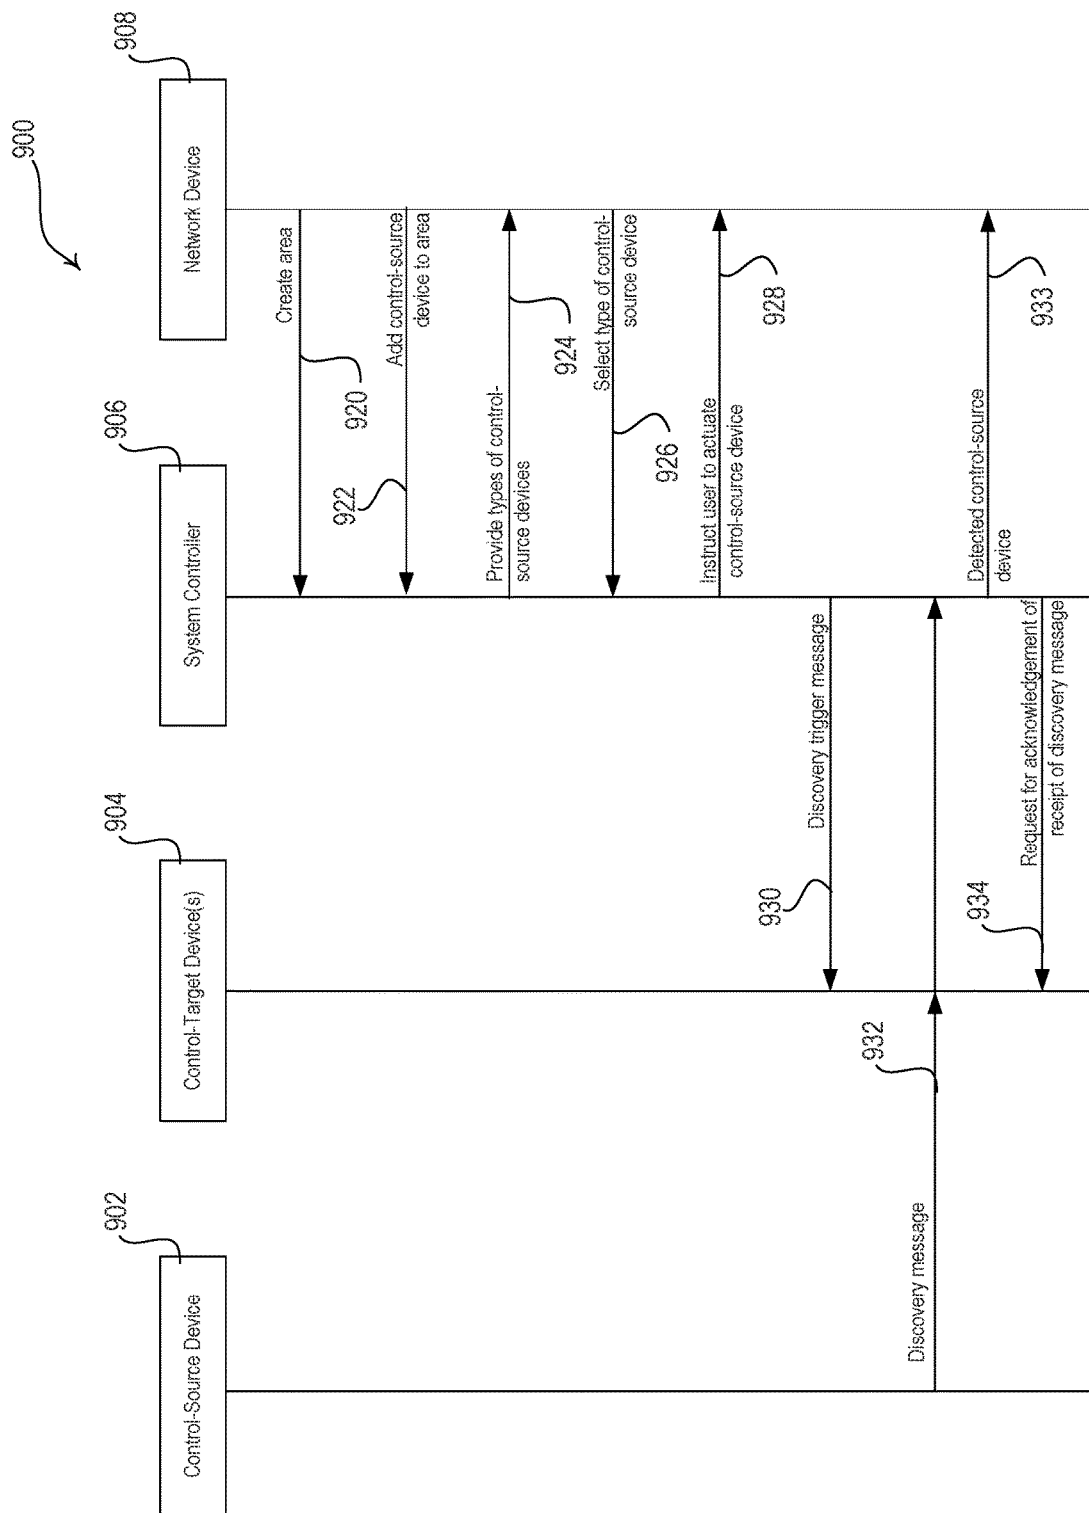 900
902
904
906
908
Control-Source Device
Control-Target Device(s)
System Controller
Network Device
Create area
920
Add control-source
device to area
922
Provide types of control-
source devices
924
Select type of control-
source device
926
Instruct user to actuate
control-source device
928
Discovery trigger message
930
Discovery message
932
Detected control-source
device
933
Request for acknowledgement of
receipt of discovery message
934